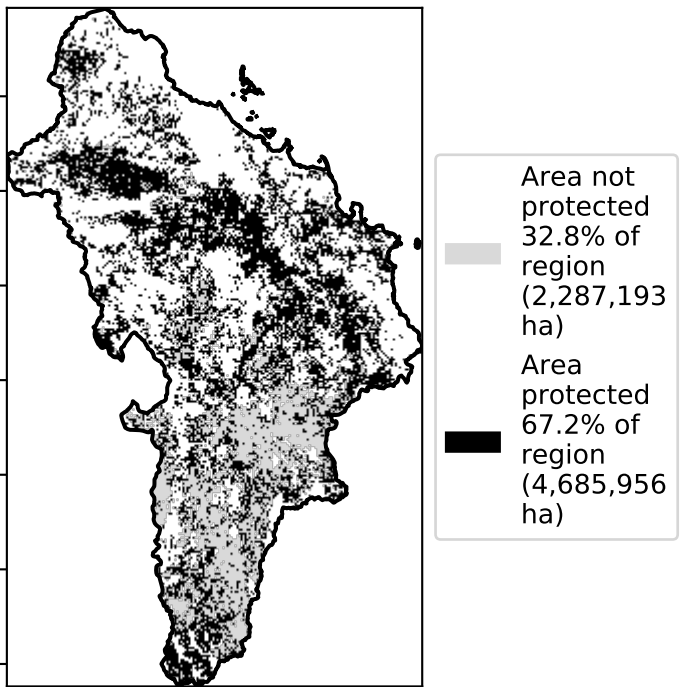 Area not
protected
32.8% of
region
(2,287,193
ha)
Area
protected
67.2% of
region
(4,685,956
ha)